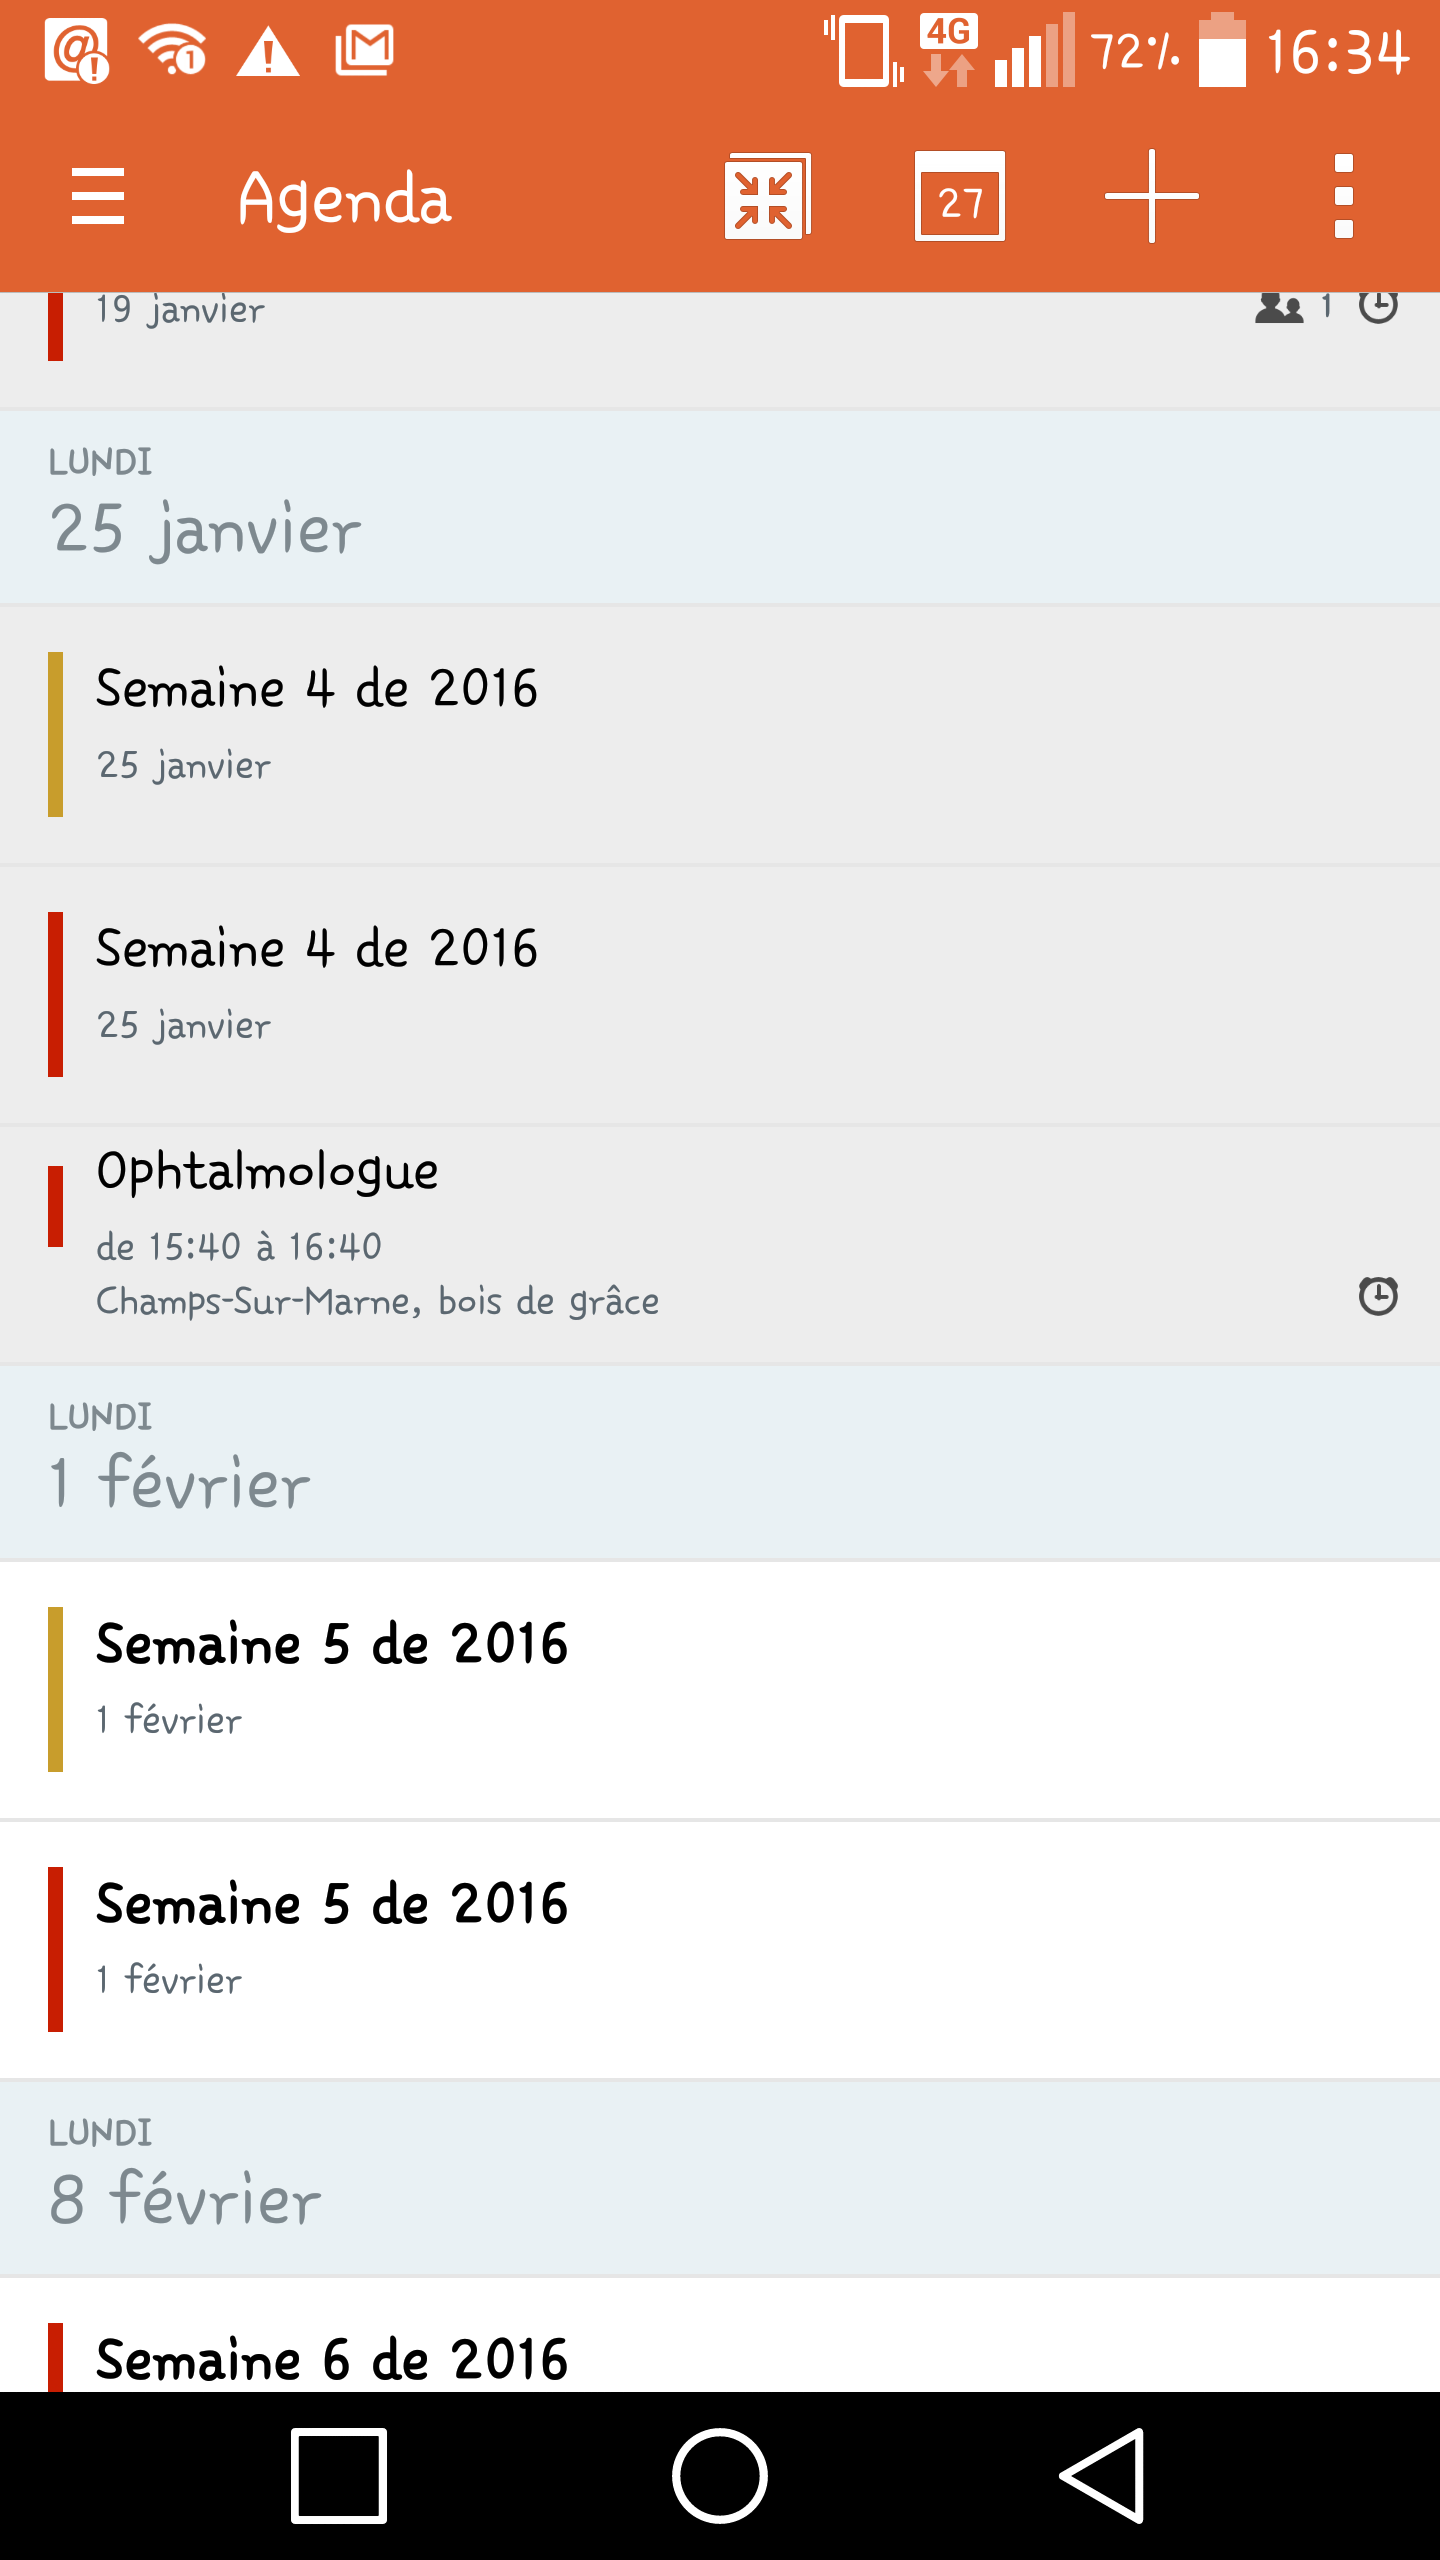 4G 72% 16:34
Agenda 27
19 janvier 1
LUNDI
25 janvier
Semaine 4 de 2016
25 janvier
Semaine 4 de 2016
25 janvier
Ophtalmologue
de 15:40 à 16:40
Champs-Sur-Marne, bois de grâce
LUNDI
1 février
Semaine 5 de 2016
1 février
Semaine 5 de 2016
1 février
LUNDI
8 février
Semaine 6 de 2016